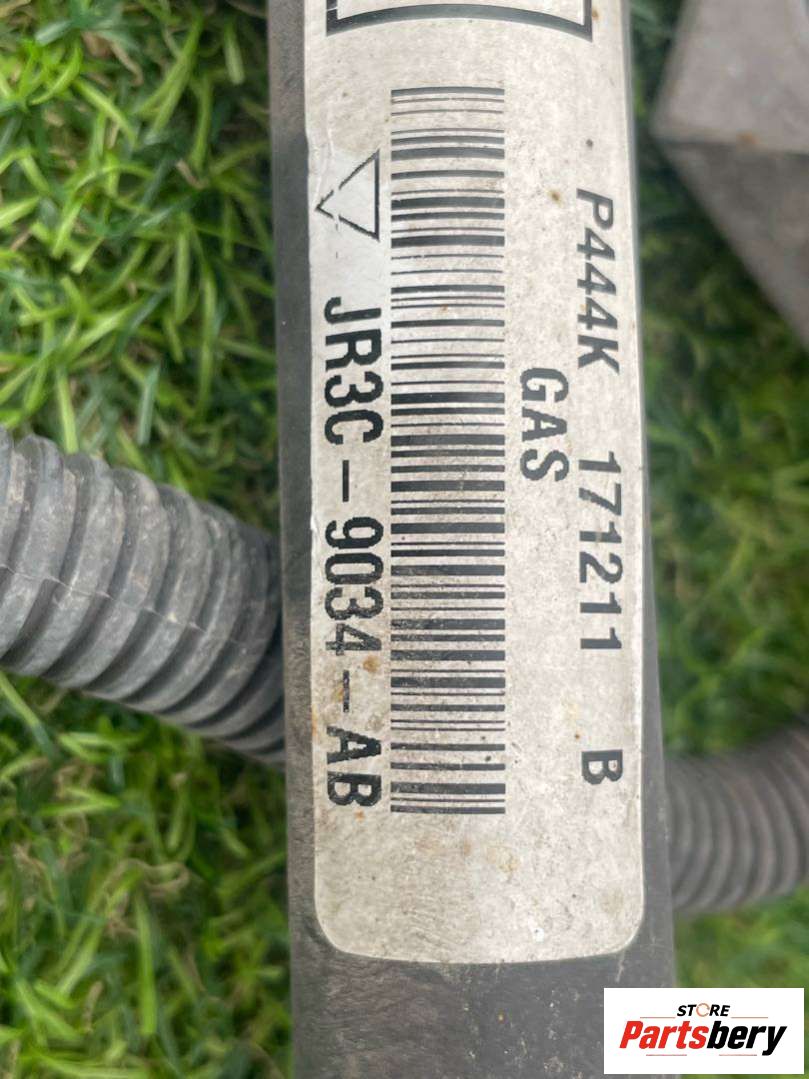 P444K 171211 B
GAS
JR3C-9034-AB
STORE
Partsbery